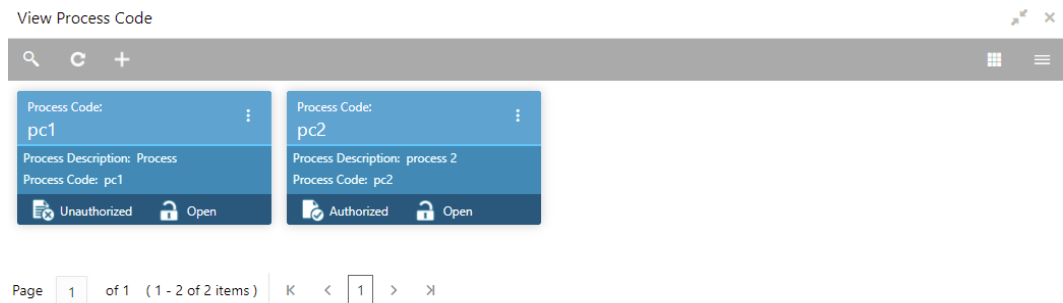 View Process Code
Process Code:
pc1
Process Description: Process
Process Code: pc1
Unauthorized Open
Process Code:
pc2
Process Description: process 2
Process Code: pc2
Authorized Open
Page 1 of 1 ( 1 - 2 of 2 items ) 1